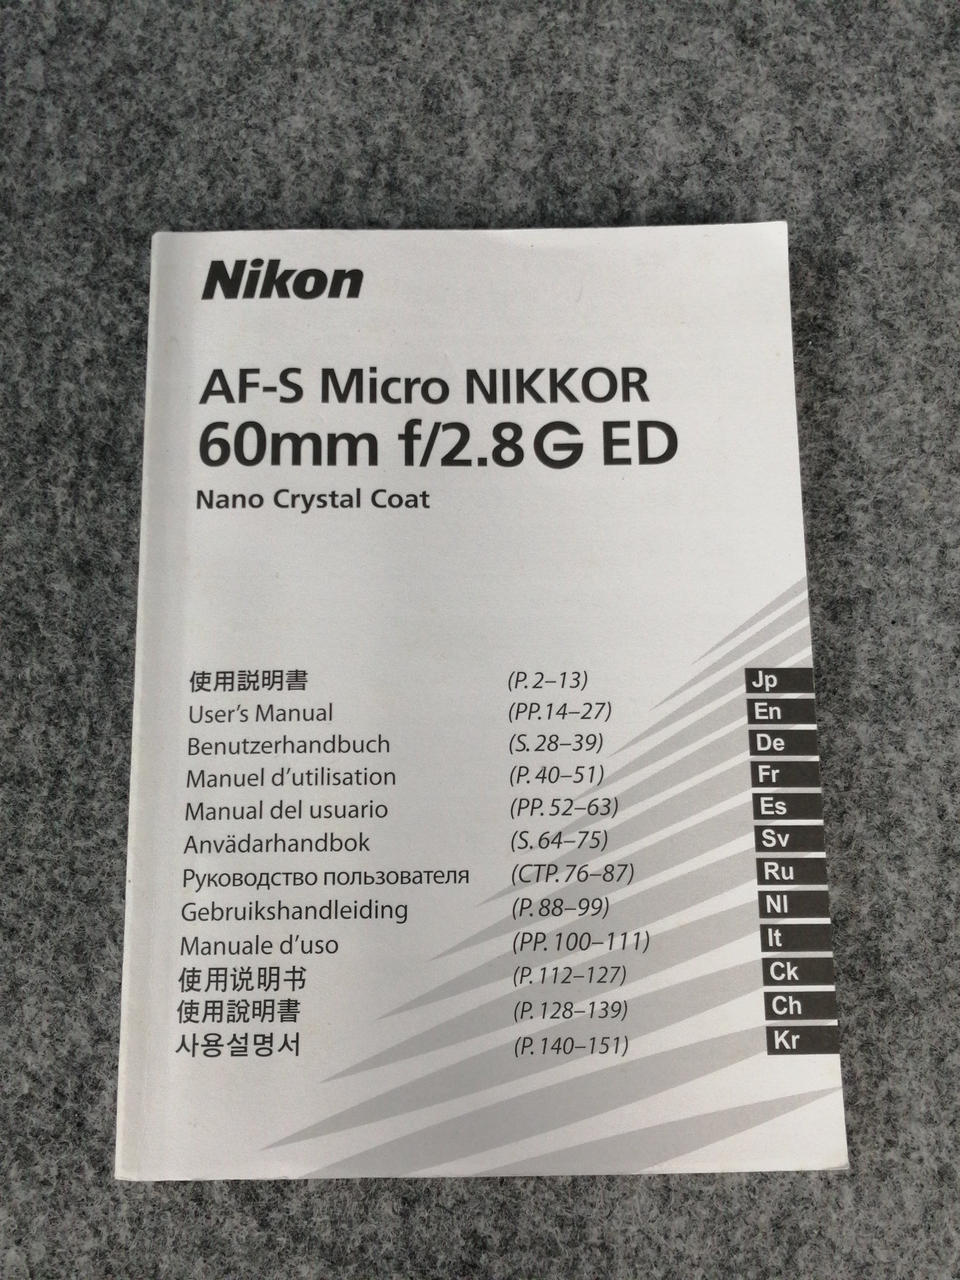 Nikon
AF-S Micro NIKKOR
60mm f/2.8G ED
Nano Crystal Coat
使用説明書 (P. 2–13) Jp
User's Manual (PP. 14–27) En
Benutzerhandbuch (S. 28–39) De
Manuel d'utilisation (P. 40–51) Fr
Manual del usuario (PP. 52–63) Es
Anvädarhandbok (S. 64–75) Sv
Руководство пользователя (CTP. 76–87) Ru
Gebruikshandleiding (P. 88–99) Nl
Manuale d'uso (PP. 100–111) It
使用说明书 (P. 112–127) Ck
使用說明書 (P. 128–139) Ch
사용설명서 (P. 140–151) Kr